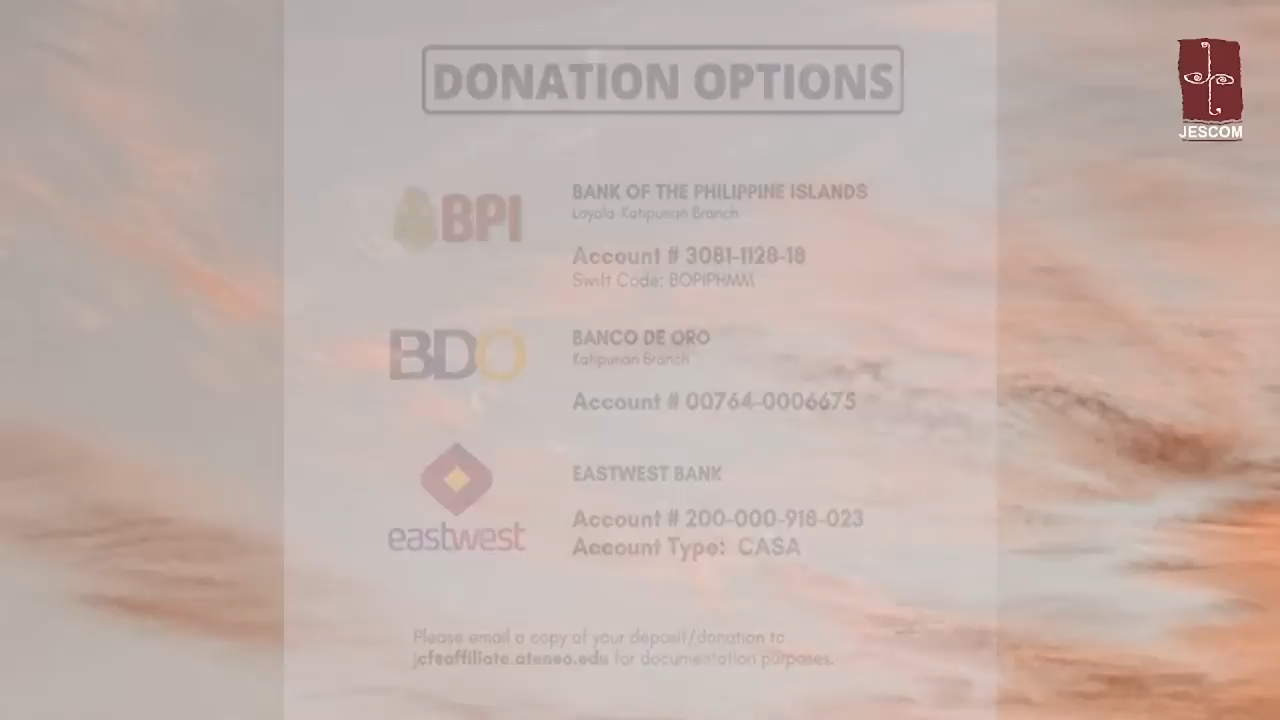 DONATION OPTIONS
JESCOM
BPI
BANK OF THE PHILIPPINE ISLANDS
Loyola-Katipunan Branch
Account # 3081-1128-18
Swift Code: BOPIPHMM
BDO
BANCO DE ORO
Katipunan Branch
Account # 00764-0006675
eastwest
EASTWEST BANK
Account # 200-000-918-023
Account Type: CASA
Please email a copy of your deposit/donation to
jcfeaffiliate.ateneo.edu for documentation purposes.